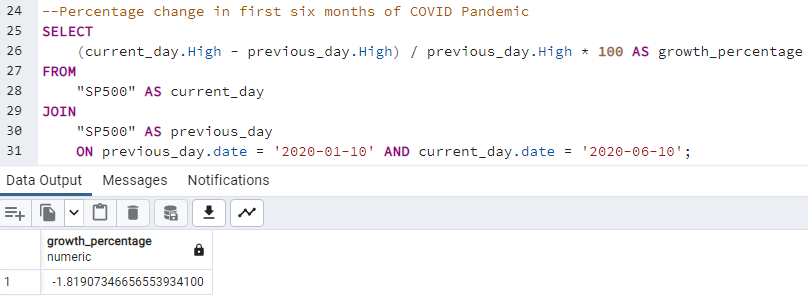 24 --Percentage change in first six months of COVID Pandemic
25 SELECT
26 (current_day.High - previous_day.High) / previous_day.High * 100 AS growth_percentage
27 FROM
28 "SP500" AS current_day
29 JOIN
30 "SP500" AS previous_day
31 ON previous_day.date = '2020-01-10' AND current_day.date = '2020-06-10';
Data Output Messages Notifications
growth_percentage
numeric
1 -1.81907346656553934100